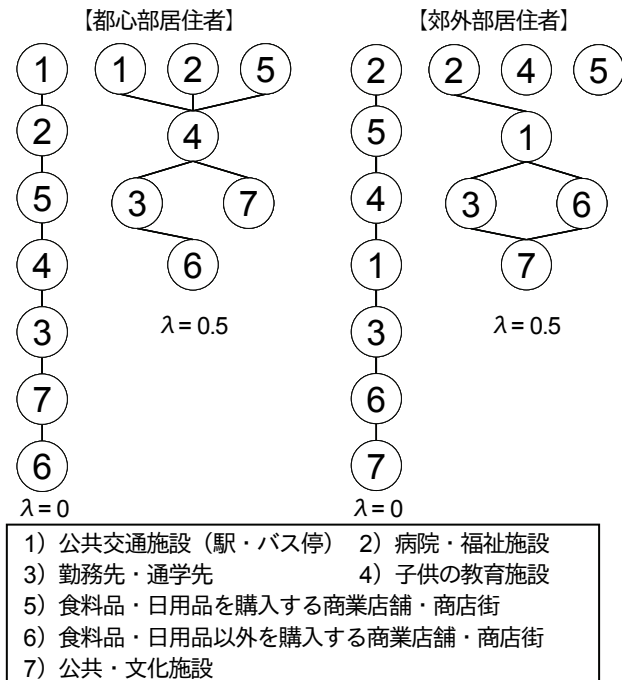 【都心部居住者】 【郊外部居住者】
1 1 2 5 2 2 4 5
2 4 5 1
5 3 7 4 3 6
4 6 1 7
λ = 0.5 λ = 0.5
3 3
7 6
6 7
λ = 0 λ = 0
1）公共交通施設（駅・バス停） 2）病院・福祉施設
3）勤務先・通学先 4）子供の教育施設
5）食料品・日用品を購入する商業店舗・商店街
6）食料品・日用品以外を購入する商業店舗・商店街
7）公共・文化施設